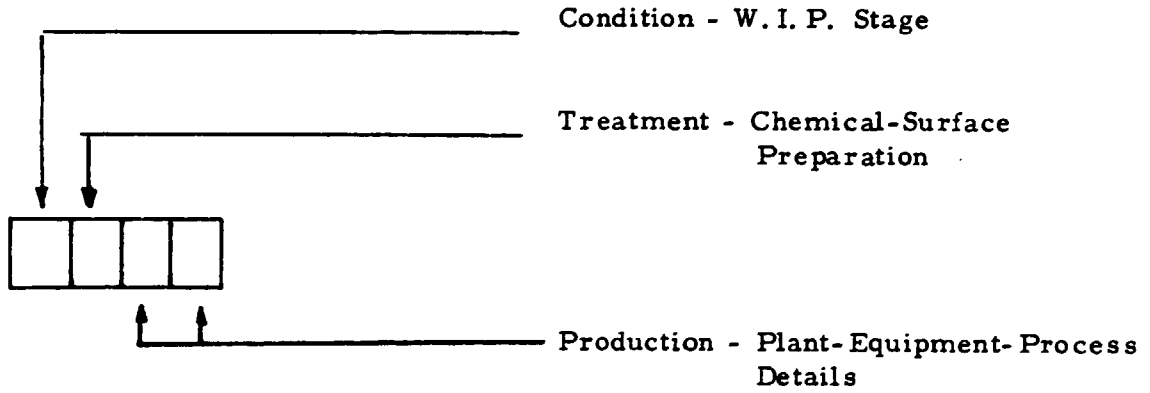 Condition - W. I. P. Stage
Treatment - Chemical-Surface
Preparation
Production - Plant-Equipment-Process
Details